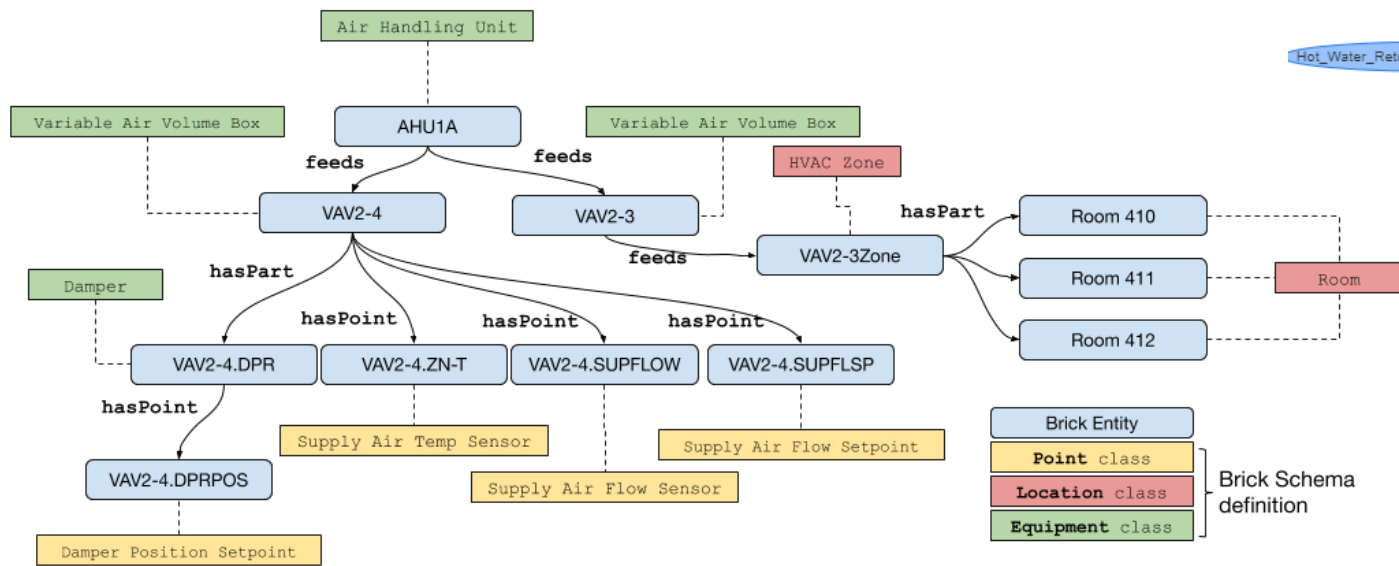 Air Handling Unit
Hot_Water_Ret
Variable Air Volume Box
AHU1A
Variable Air Volume Box
feeds
feeds
HVAC Zone
VAV2-4
VAV2-3
hasPart
Room 410
feeds
VAV2-3Zone
hasPart
Damper
Room 411
Room
hasPoint
hasPoint
hasPoint
Room 412
VAV2-4.DPR
VAV2-4.ZN-T
VAV2-4.SUPFLOW
VAV2-4.SUPFLSP
hasPoint
Brick Entity
Supply Air Temp Sensor
Supply Air Flow Setpoint
Point class
VAV2-4.DPRPOS
Supply Air Flow Sensor
Location class
Brick Schema
definition
Equipment class
Damper Position Setpoint